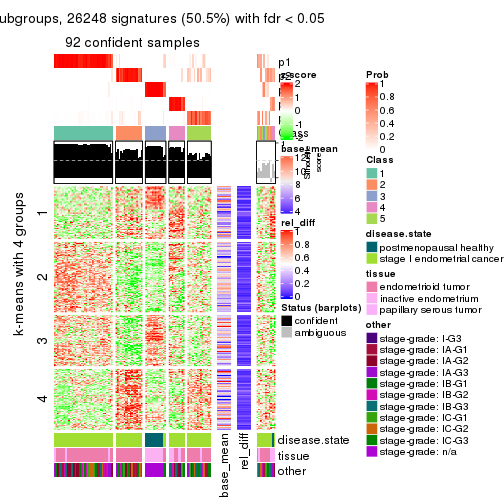 ubgroups, 26248 signatures (50.5%) with fdr < 0.05
92 confident samples
p1
z-score
2
1
0
-1
-2
Class
base_mean
12
10
8
6
4
Silhouette
score
rel_diff
1
0.8
0.6
0.4
0.2
0
Status (barplots)
confident
ambiguous
Prob
1
0.8
0.6
0.4
0.2
0
Class
1
2
3
4
5
disease.state
postmenopausal healthy
stage I endometrial cancer
tissue
endometrioid tumor
inactive endometrium
papillary serous tumor
other
stage-grade: I-G3
stage-grade: IA-G1
stage-grade: IA-G2
stage-grade: IA-G3
stage-grade: IB-G1
stage-grade: IB-G2
stage-grade: IB-G3
stage-grade: IC-G1
stage-grade: IC-G2
stage-grade: IC-G3
stage-grade: n/a
k-means with 4 groups
1
2
3
4
disease.state
tissue
other
base_mean
rel_diff